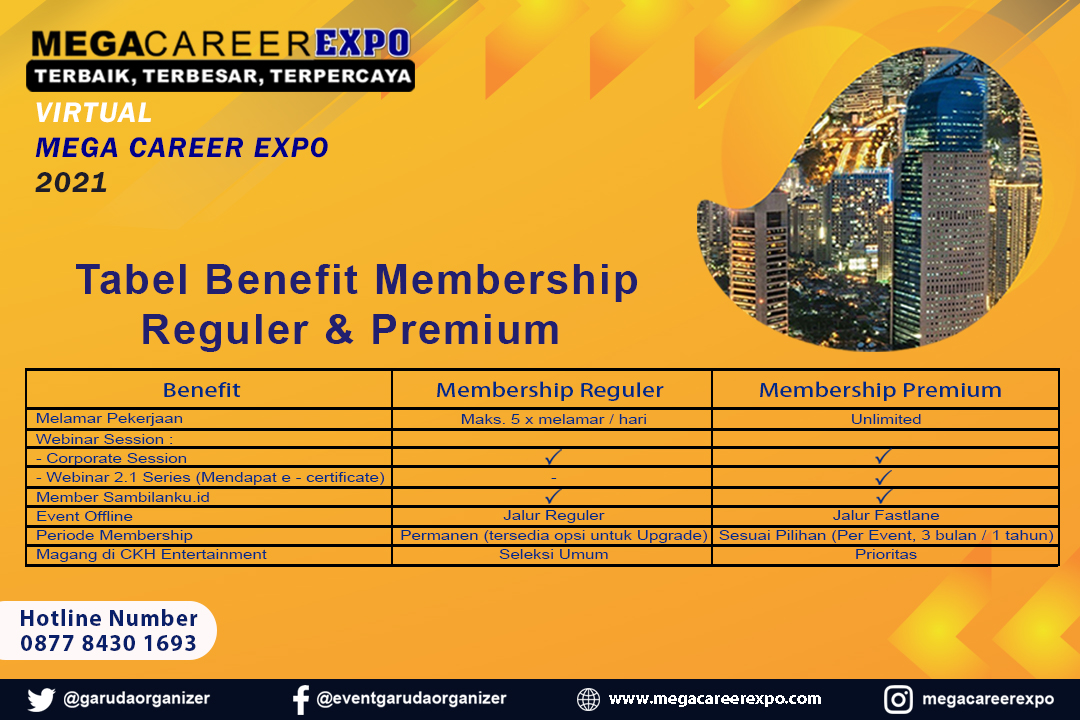 MEGACAREEREXPO
TERBAIK, TERBESAR, TERPERCAYA
VIRTUAL
MEGA CAREER EXPO
2021
Tabel Benefit Membership
Reguler & Premium
Benefit Membership Reguler Membership Premium
Melamar Pekerjaan Maks. 5 x melamar / hari Unlimited
Webinar Session :
- Corporate Session ✓ ✓
- Webinar 2.1 Series (Mendapat e - certificate) - ✓
Member Sambilanku.id ✓ ✓
Event Offline Jalur Reguler Jalur Fastlane
Periode Membership Permanen (tersedia opsi untuk Upgrade) Sesuai Pilihan (Per Event, 3 bulan / 1 tahun)
Magang di CKH Entertainment Seleksi Umum Prioritas
Hotline Number
0877 8430 1693
@garudaorganizer @eventgarudaorganizer www.megacareerexpo.com megacareerexpo